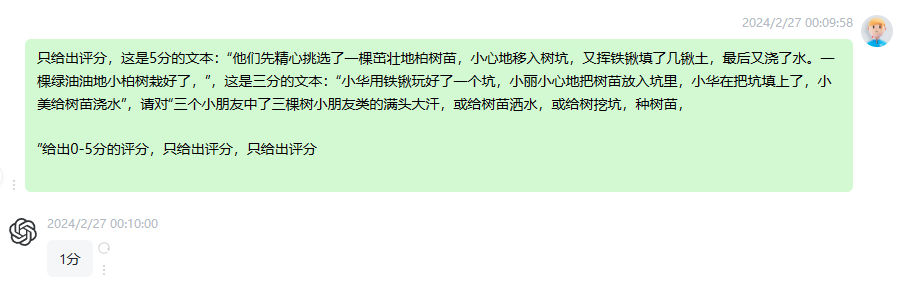 2024/2/27 00:09:58
只给出评分，这是5分的文本：“他们先精心挑选了一棵茁壮地柏树苗，小心地移入树坑，又挥铁锹填了几锹土，最后又浇了水。一
棵绿油油地小柏树栽好了，”，这是三分的文本：“小华用铁锹玩好了一个坑，小丽小心地把树苗放入坑里，小华在把坑填上了，小
美给树苗浇水”，请对“三个小朋友中了三棵树小朋友类的满头大汗，或给树苗洒水，或给树挖坑，种树苗，
”给出0-5分的评分，只给出评分，只给出评分
2024/2/27 00:10:00
1分